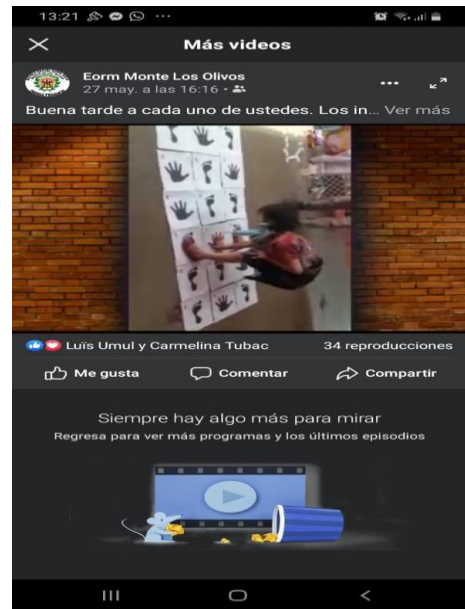 13:21
Más videos
Eorm Monte Los Olivos
27 may. a las 16:16
Buena tarde a cada uno de ustedes. Los in... Ver más
Luïs Umul y Carmelina Tubac 34 reproducciones
Me gusta Comentar Compartir
Siempre hay algo más para mirar
Regresa para ver más programas y los últimos episodios